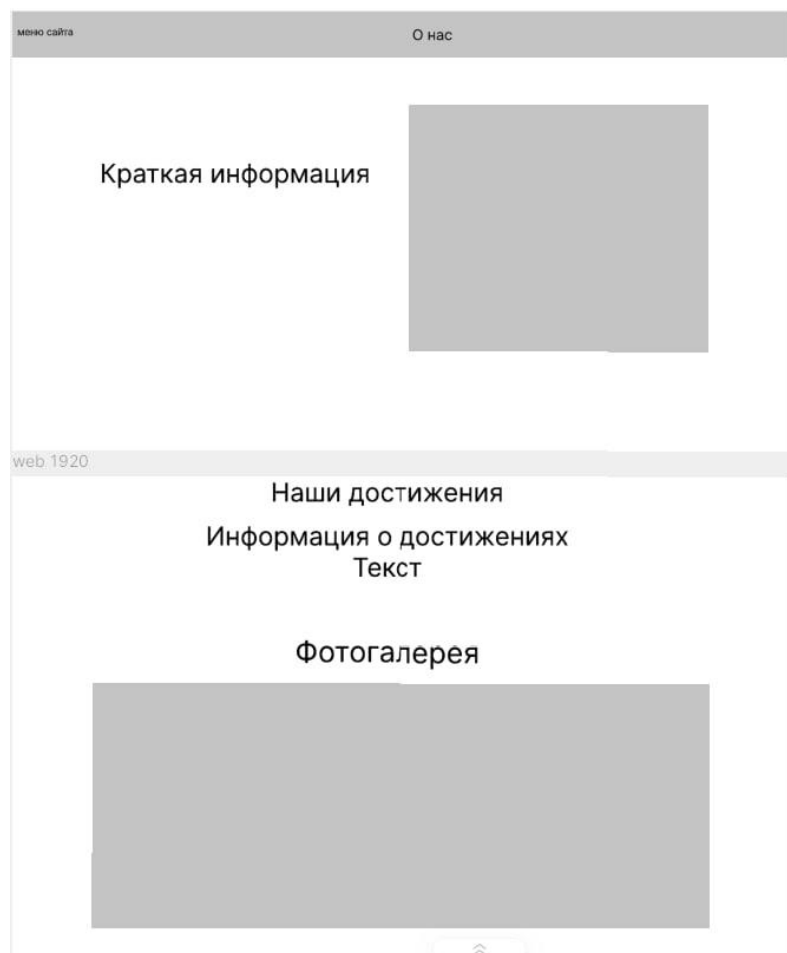 меню сайта
О нас
Краткая информация
web 1920
Наши достижения
Информация о достижениях
Текст
Фотогалерея